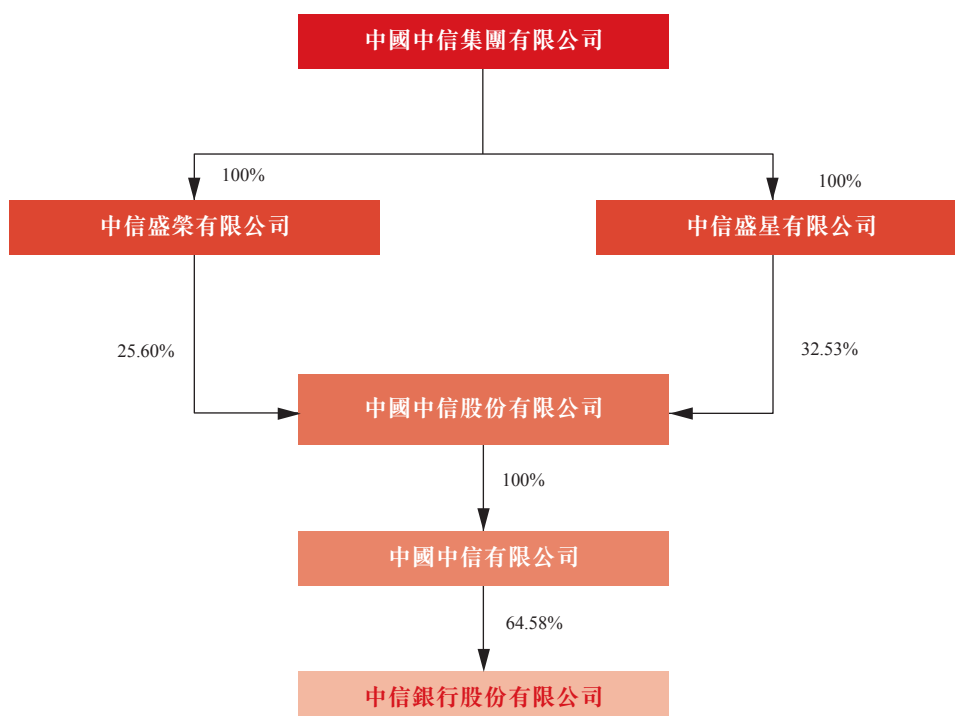 中國中信集團有限公司
100%
100%
中信盛榮有限公司
中信盛星有限公司
25.60%
32.53%
中國中信股份有限公司
100%
中國中信有限公司
64.58%
中信銀行股份有限公司